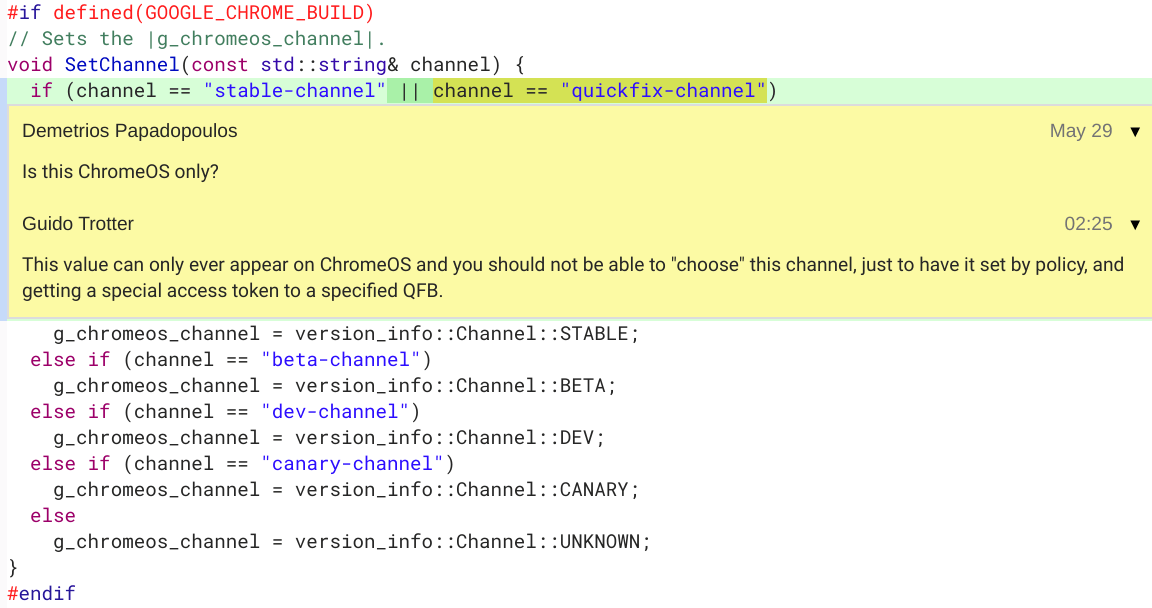 #if defined(GOOGLE_CHROME_BUILD)
// Sets the |g_chromeos_channel|.
void SetChannel(const std::string& channel) {
  if (channel == "stable-channel" || channel == "quickfix-channel")
Demetrios Papadopoulos May 29 ▼
Is this ChromeOS only?
Guido Trotter 02:25 ▼
This value can only ever appear on ChromeOS and you should not be able to "choose" this channel, just to have it set by policy, and
getting a special access token to a specified QFB.
    g_chromeos_channel = version_info::Channel::STABLE;
  else if (channel == "beta-channel")
    g_chromeos_channel = version_info::Channel::BETA;
  else if (channel == "dev-channel")
    g_chromeos_channel = version_info::Channel::DEV;
  else if (channel == "canary-channel")
    g_chromeos_channel = version_info::Channel::CANARY;
  else
    g_chromeos_channel = version_info::Channel::UNKNOWN;
}
#endif